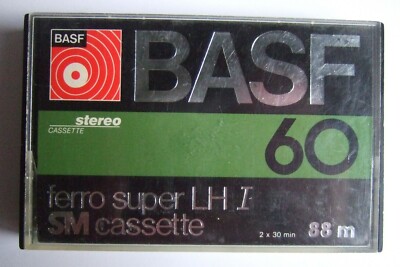 BASF
BASF
stereo
CASSETTE
60
ferro super LH I
SM cassette
2 x 30 min
88 m